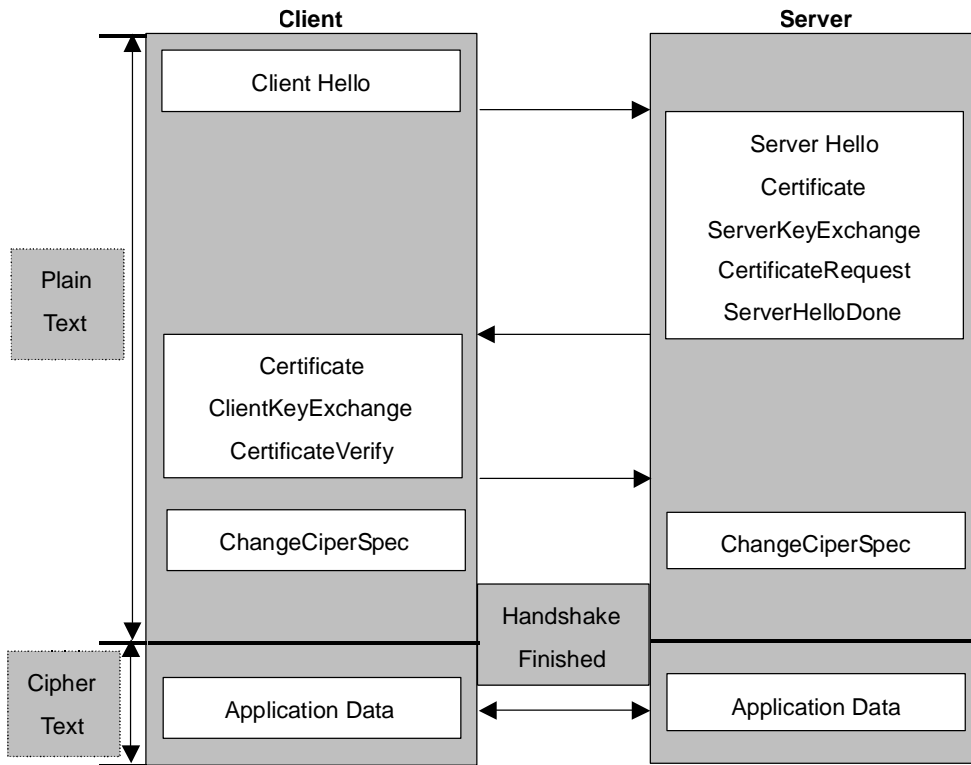 Client
Server
Client Hello
Server Hello
Certificate
ServerKeyExchange
CertificateRequest
ServerHelloDone
Plain
Text
Certificate
ClientKeyExchange
CertificateVerify
ChangeCiperSpec
ChangeCiperSpec
Handshake
Finished
Cipher
Text
Application Data
Application Data